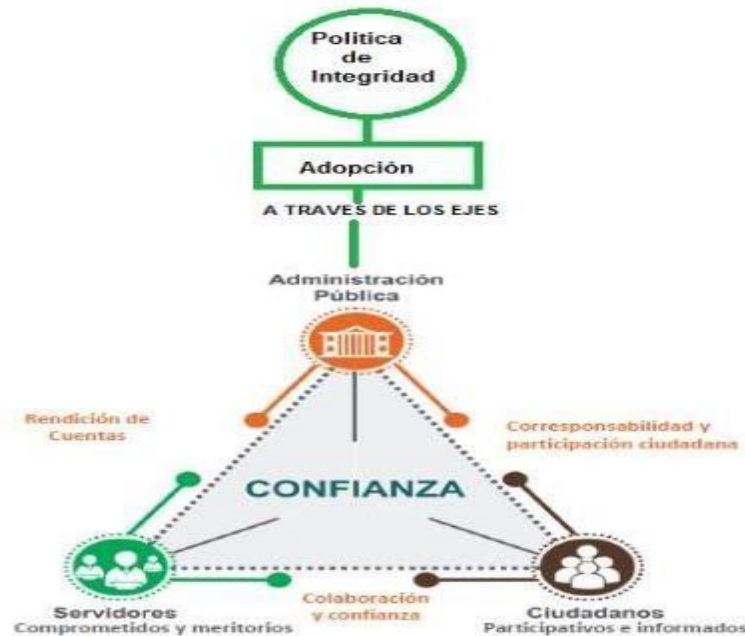 Politica
de
Integridad
Adopción
A TRAVES DE LOS EJES
Administración
Pública
Rendición de
Cuentas
Corresponsabilidad y
participación ciudadana
CONFIANZA
Colaboración
y confianza
Servidores
Comprometidos y meritorios
Ciudadanos
Participativos e informados